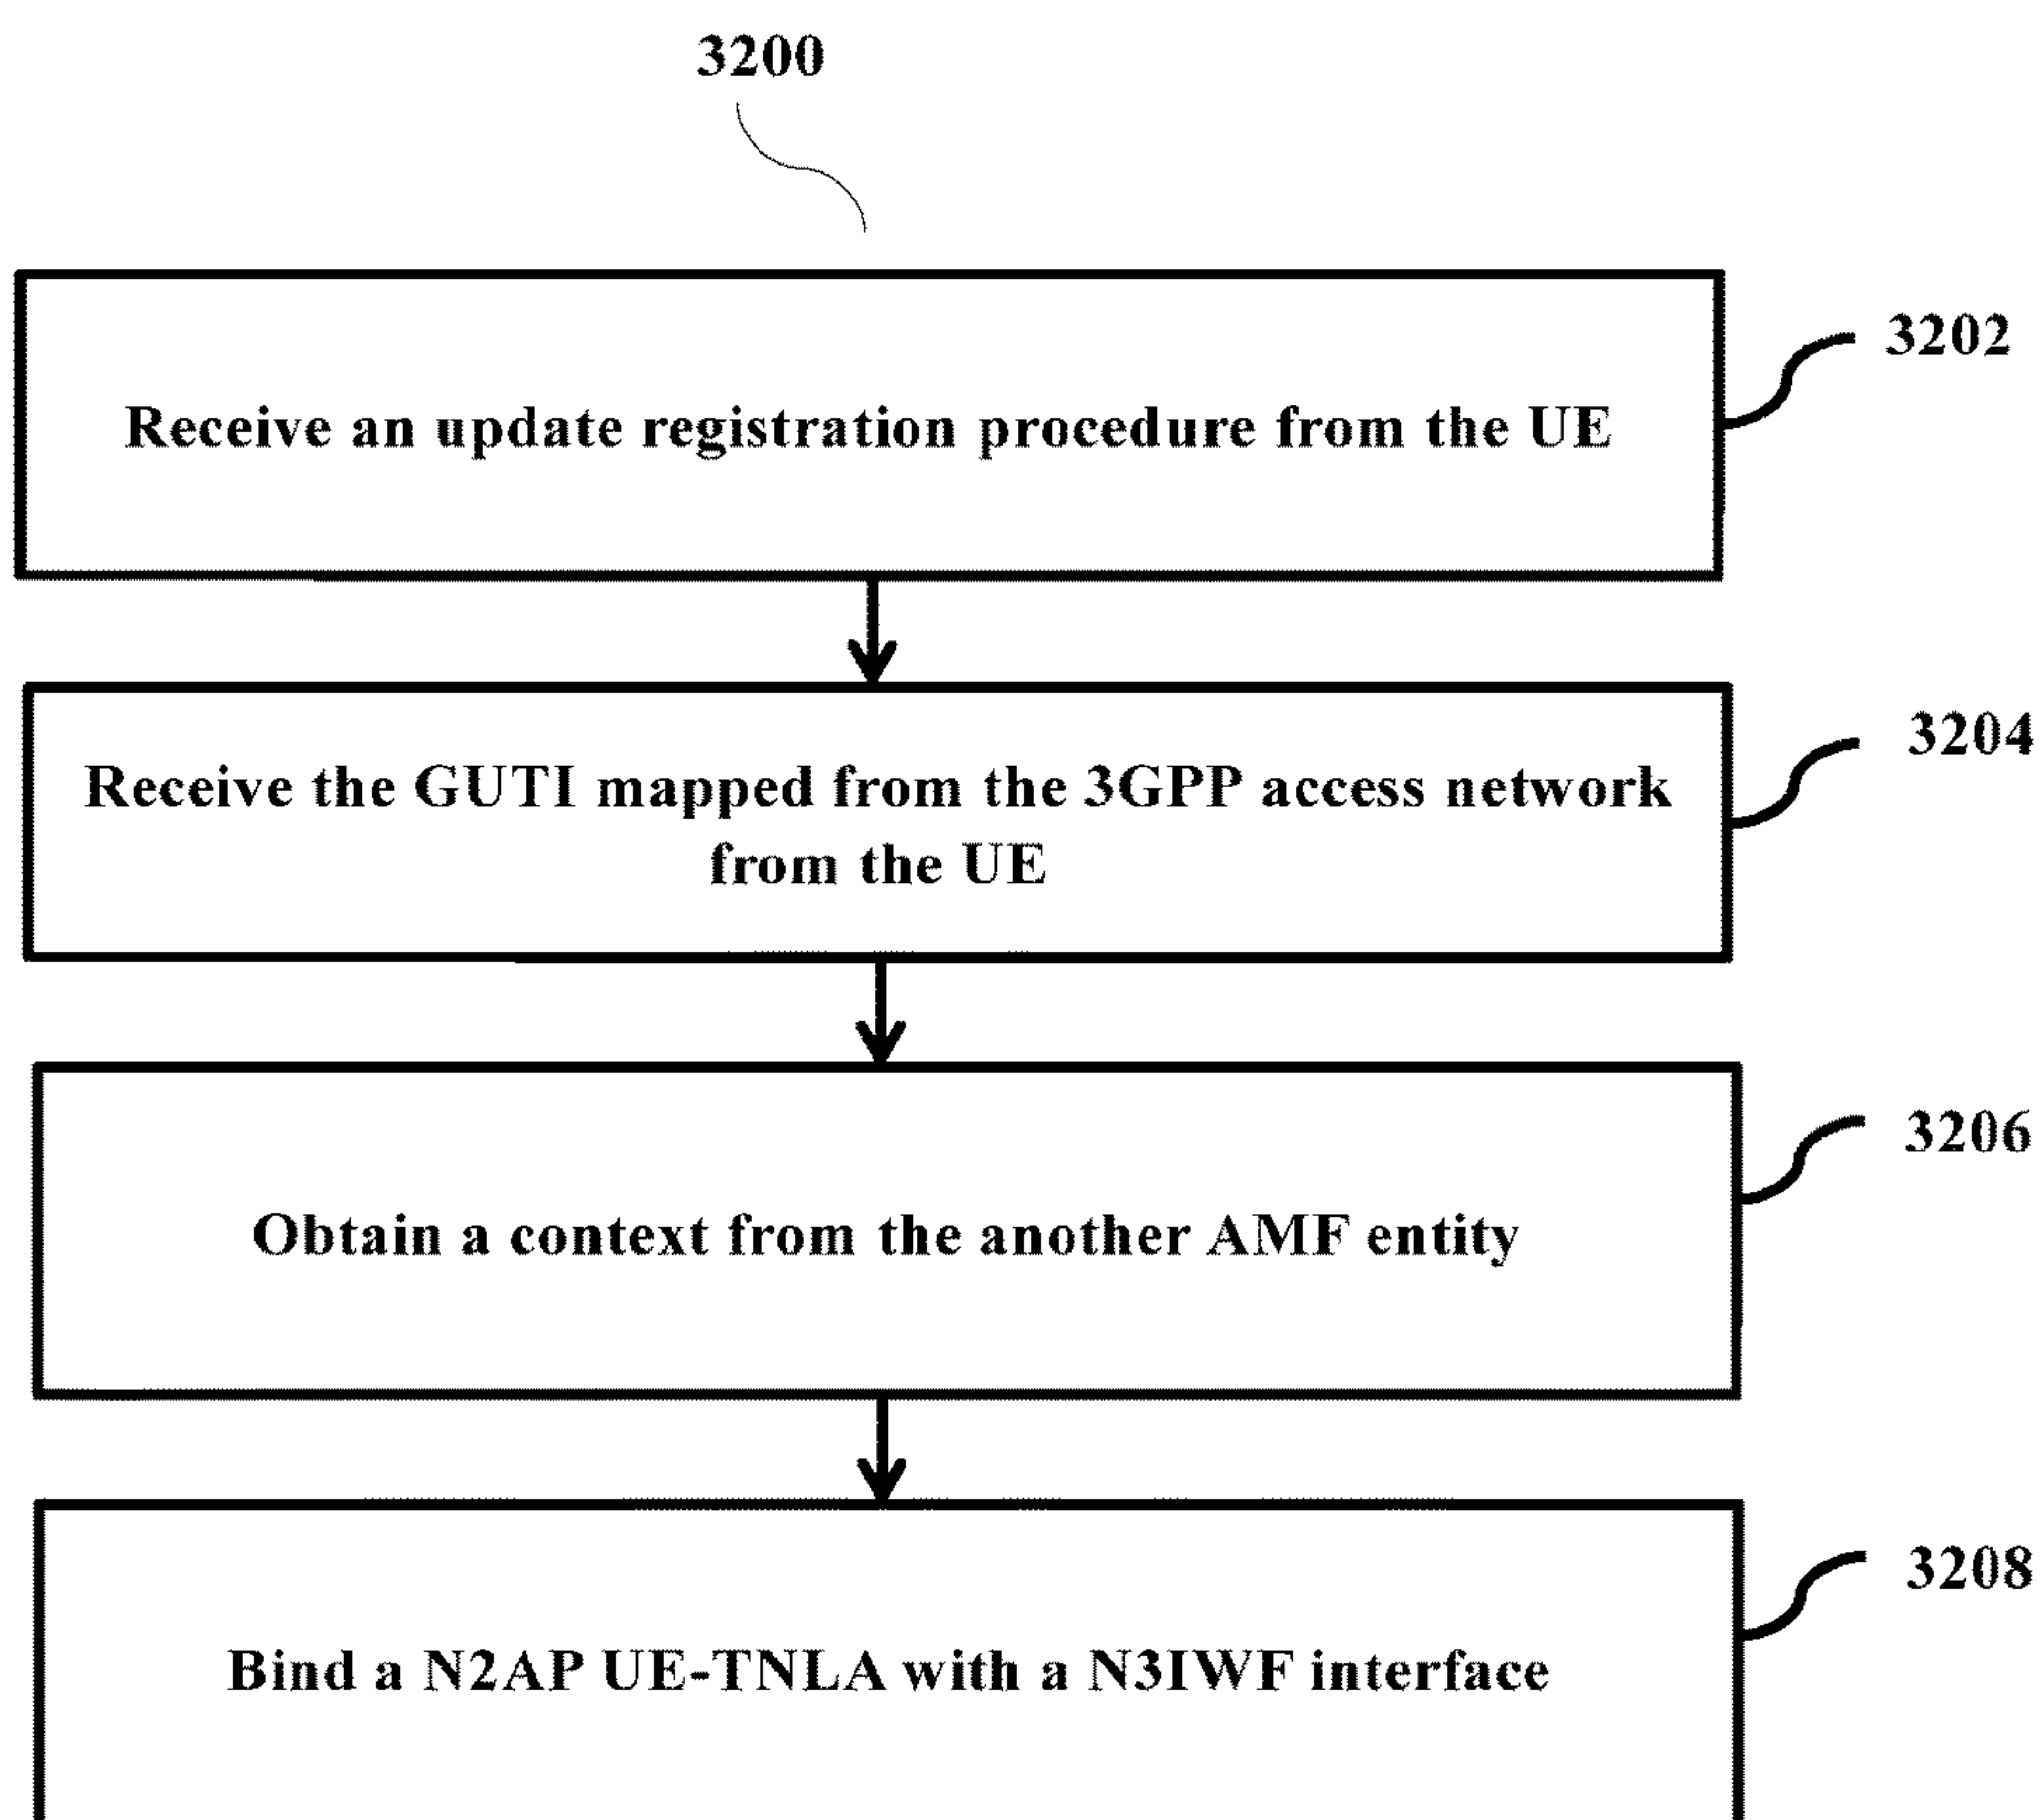 3200
3202
Receive an update registration procedure from the UE
3204
Receive the GUTI mapped from the 3GPP access network
from the UE
3206
Obtain a context from the another AMF entity
3208
Bind a N2AP UE-TNLA with a N3IWF interface